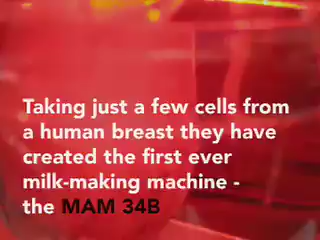 Taking just a few cells from
a human breast they have
created the first ever
milk-making machine -
the MAM 34B